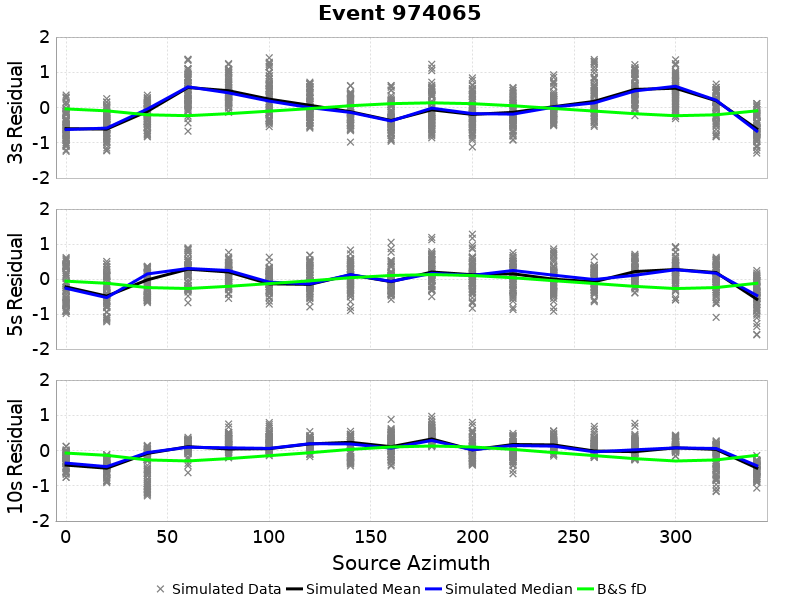 Event 974065
3s Residual
2
1
0
-1
-2
5s Residual
2
1
0
-1
-2
10s Residual
2
1
0
-1
-2
0 50 100 150 200 250 300
Source Azimuth
Simulated Data Simulated Mean Simulated Median B&S fD